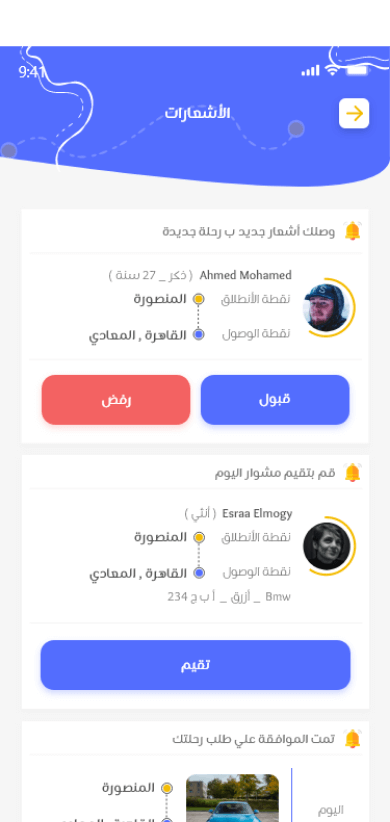 9:41
الأشعارات
وصلك أشعار جديد ب رحلة جديدة
Ahmed Mohamed ( ذكر _ 27 سنة )
نقطة الأنطلاق المنصورة
نقطة الوصول القاهرة , المعادي
قبول رفض
قم بتقيم مشوار اليوم
Esraa Elmogy ( أنثي )
نقطة الأنطلاق المنصورة
نقطة الوصول القاهرة , المعادي
Bmw _ أزرق _ أ ب ج 234
تقيم
تمت الموافقة علي طلب رحلتك
المنصورة
اليوم